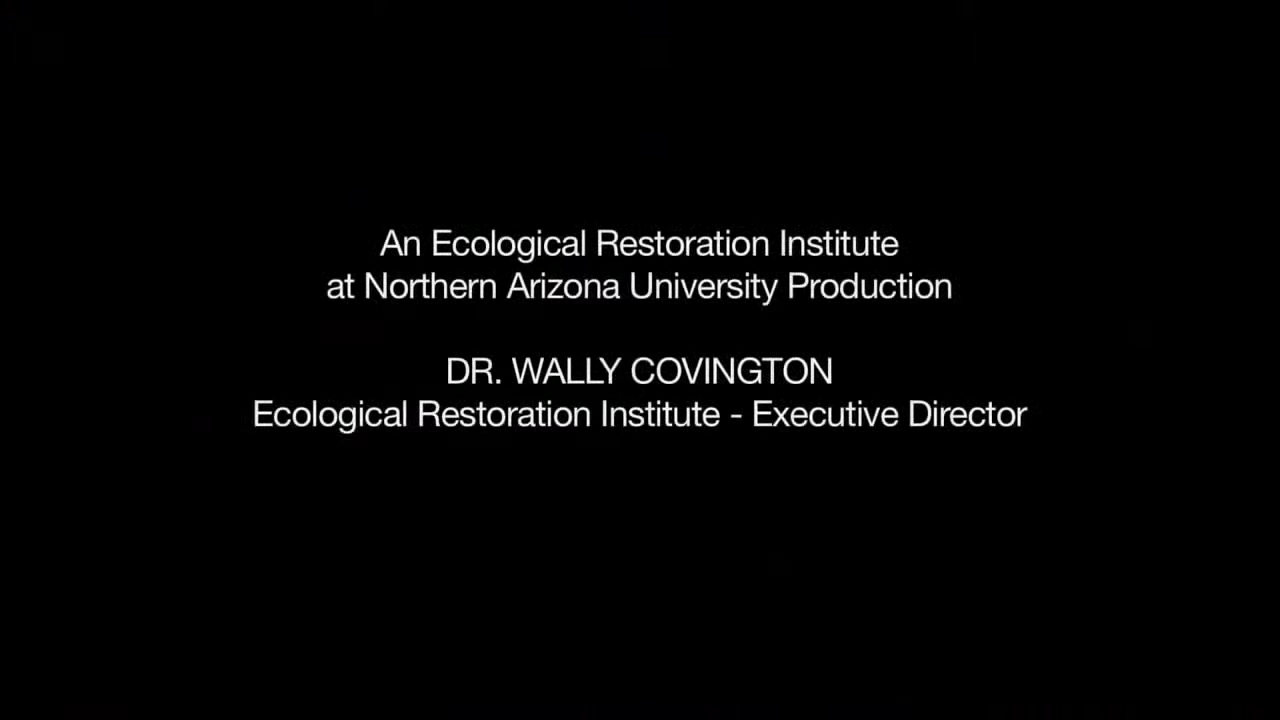 An Ecological Restoration Institute
at Northern Arizona University Production
DR. WALLY COVINGTON
Ecological Restoration Institute - Executive Director